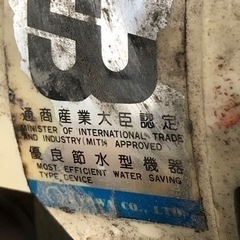 通商産業大臣認定
MINISTER OF INTERNATIONAL TRADE
AND INDUSTRY(MITI) APPROVED
優良節水型機器
MOST EFFICIENT WATER SAVING
TYPE DEVICE
CO., LTD.